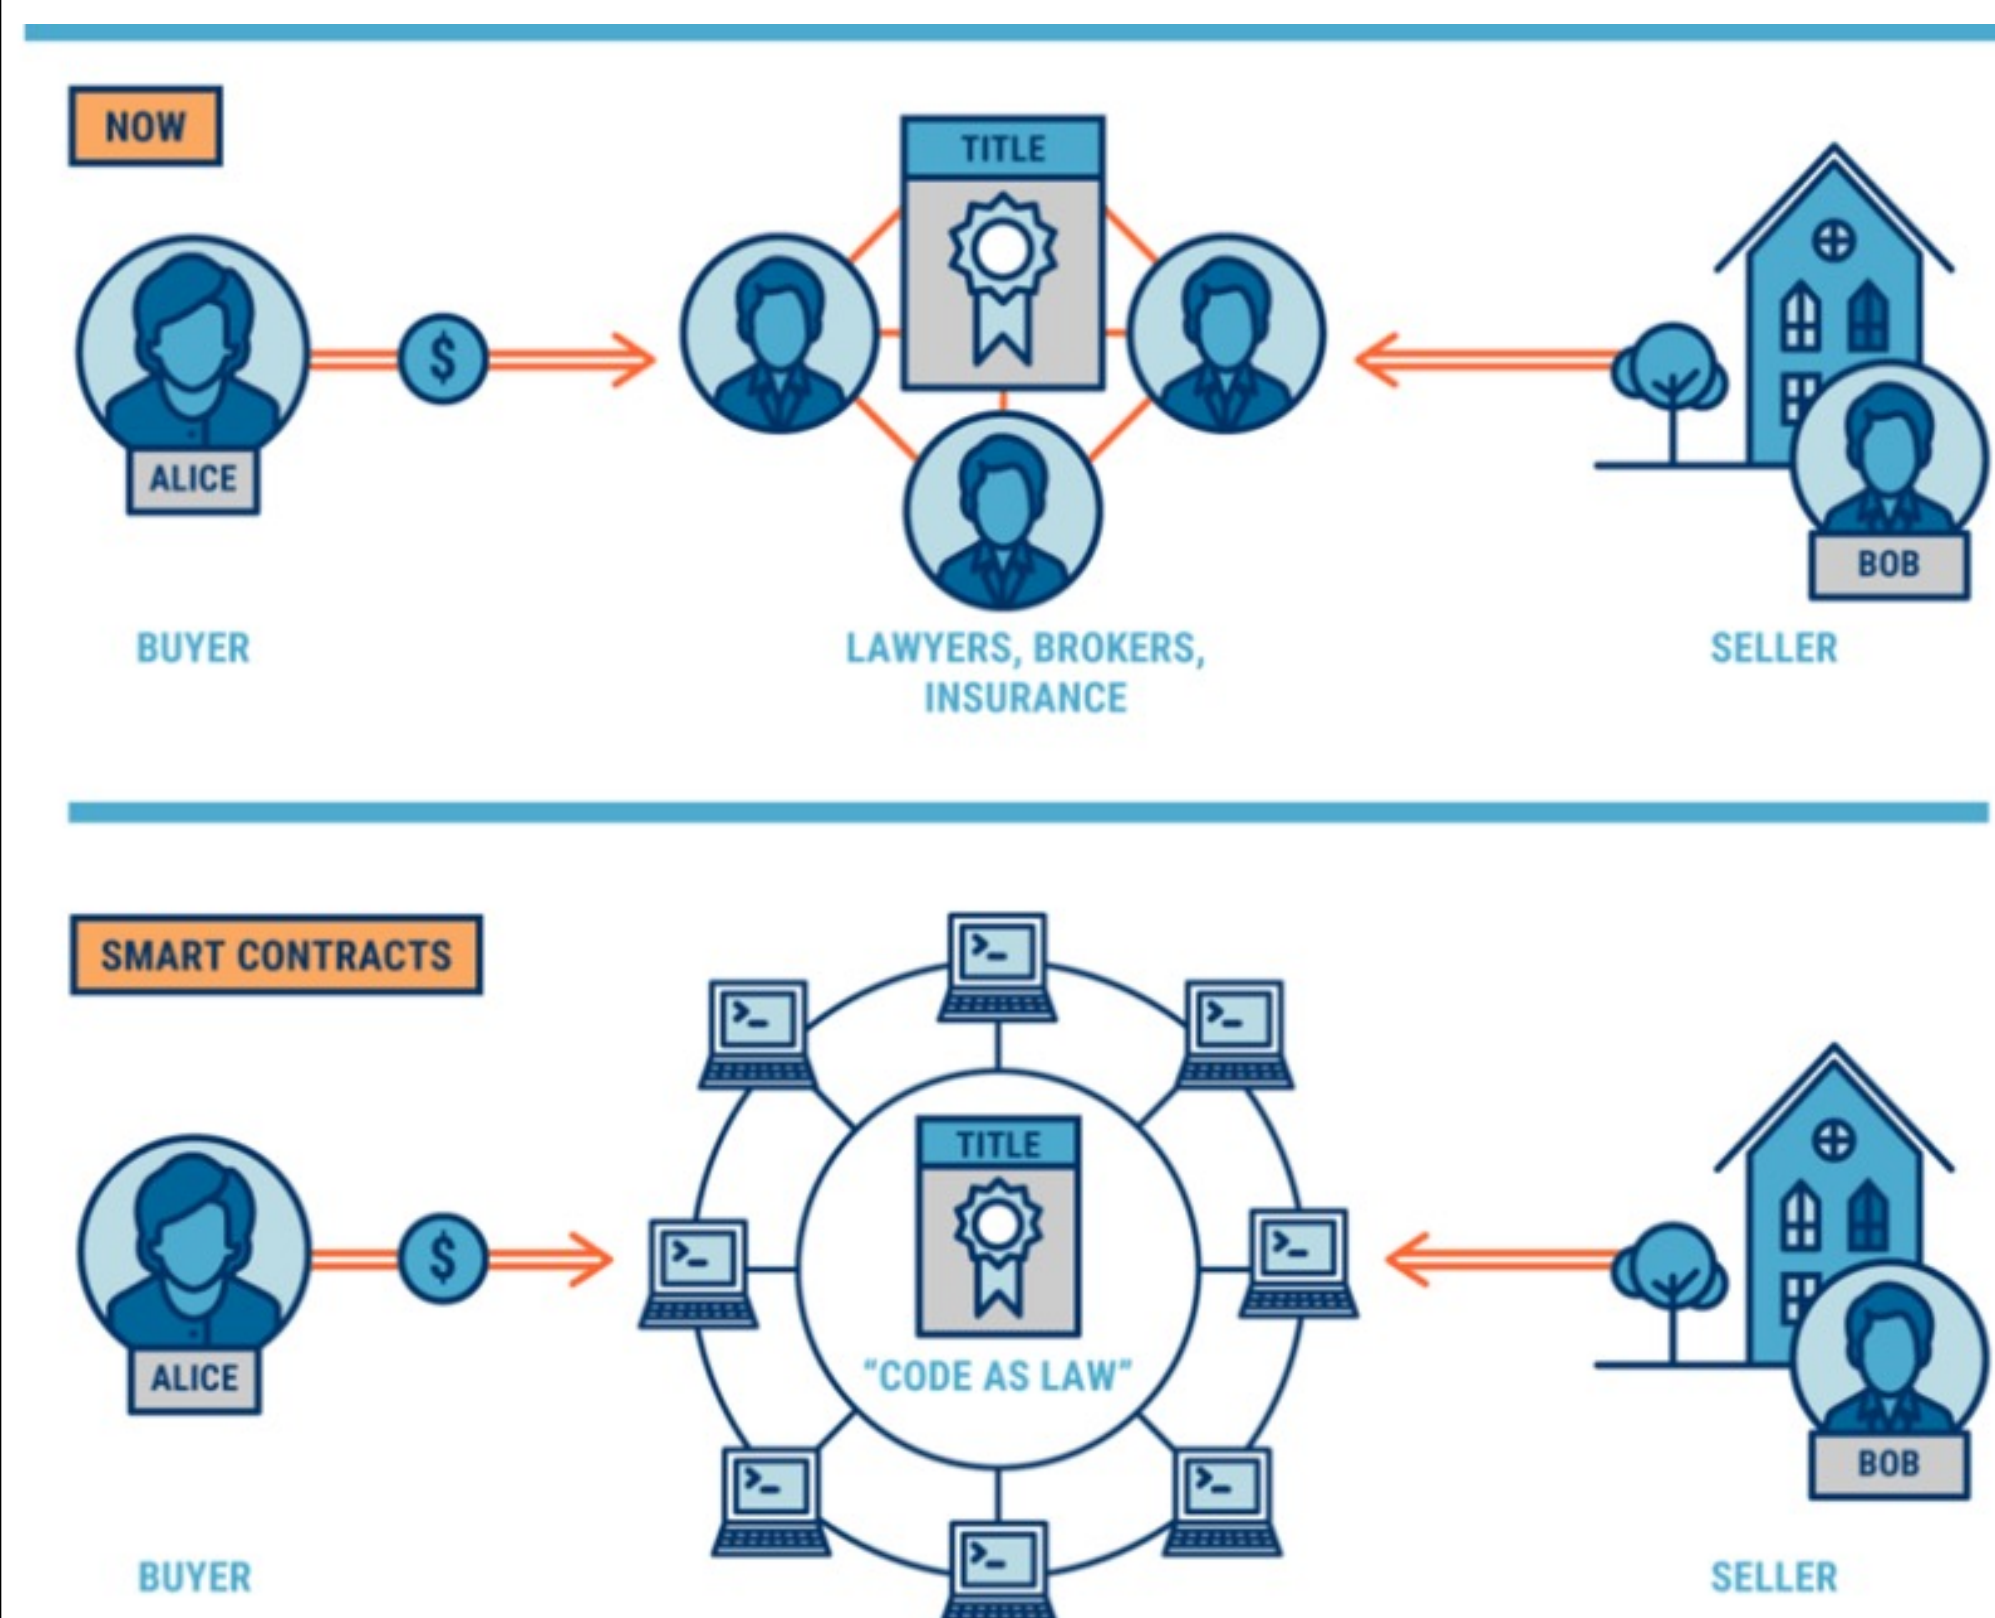 NOW
TITLE
$
ALICE
BOB
BUYER
LAWYERS, BROKERS,
INSURANCE
SELLER
SMART CONTRACTS
>_
>_
>_
TITLE
>_
$
>_
"CODE AS LAW"
ALICE
BOB
>_
>_
>_
BUYER
SELLER